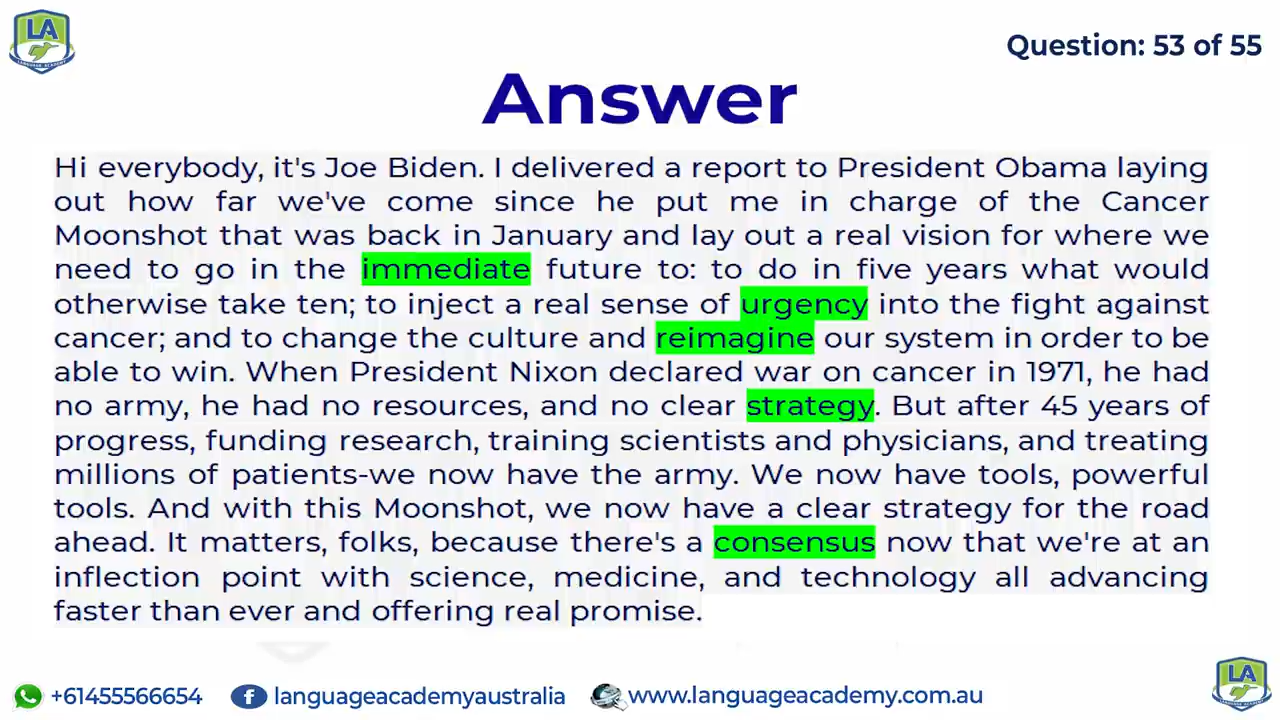 LA
LANGUAGE ACADEMY
Question: 53 of 55
Answer
Hi everybody, it's Joe Biden. I delivered a report to President Obama laying
out how far we've come since he put me in charge of the Cancer
Moonshot that was back in January and lay out a real vision for where we
need to go in the immediate future to: to do in five years what would
otherwise take ten; to inject a real sense of urgency into the fight against
cancer; and to change the culture and reimagine our system in order to be
able to win. When President Nixon declared war on cancer in 1971, he had
no army, he had no resources, and no clear strategy. But after 45 years of
progress, funding research, training scientists and physicians, and treating
millions of patients-we now have the army. We now have tools, powerful
tools. And with this Moonshot, we now have a clear strategy for the road
ahead. It matters, folks, because there's a consensus now that we're at an
inflection point with science, medicine, and technology all advancing
faster than ever and offering real promise.
+61455566654 languageacademyaustralia www.languageacademy.com.au
LA
LANGUAGE ACADEMY